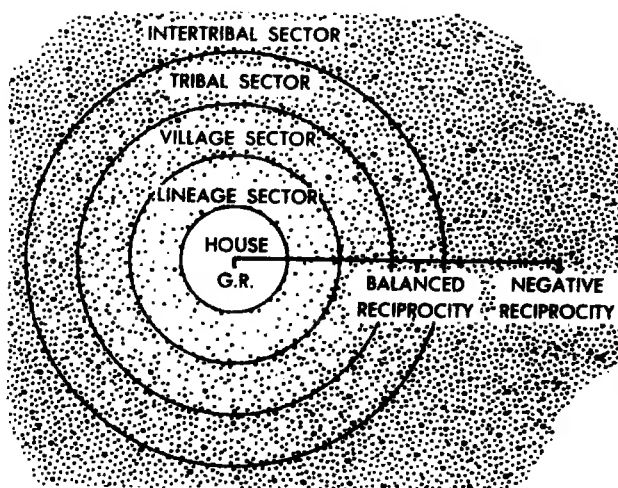 INTERTRIBAL SECTOR
TRIBAL SECTOR
VILLAGE SECTOR
LINEAGE SECTOR
HOUSE
G.R.
BALANCED
RECIPROCITY
NEGATIVE
RECIPROCITY